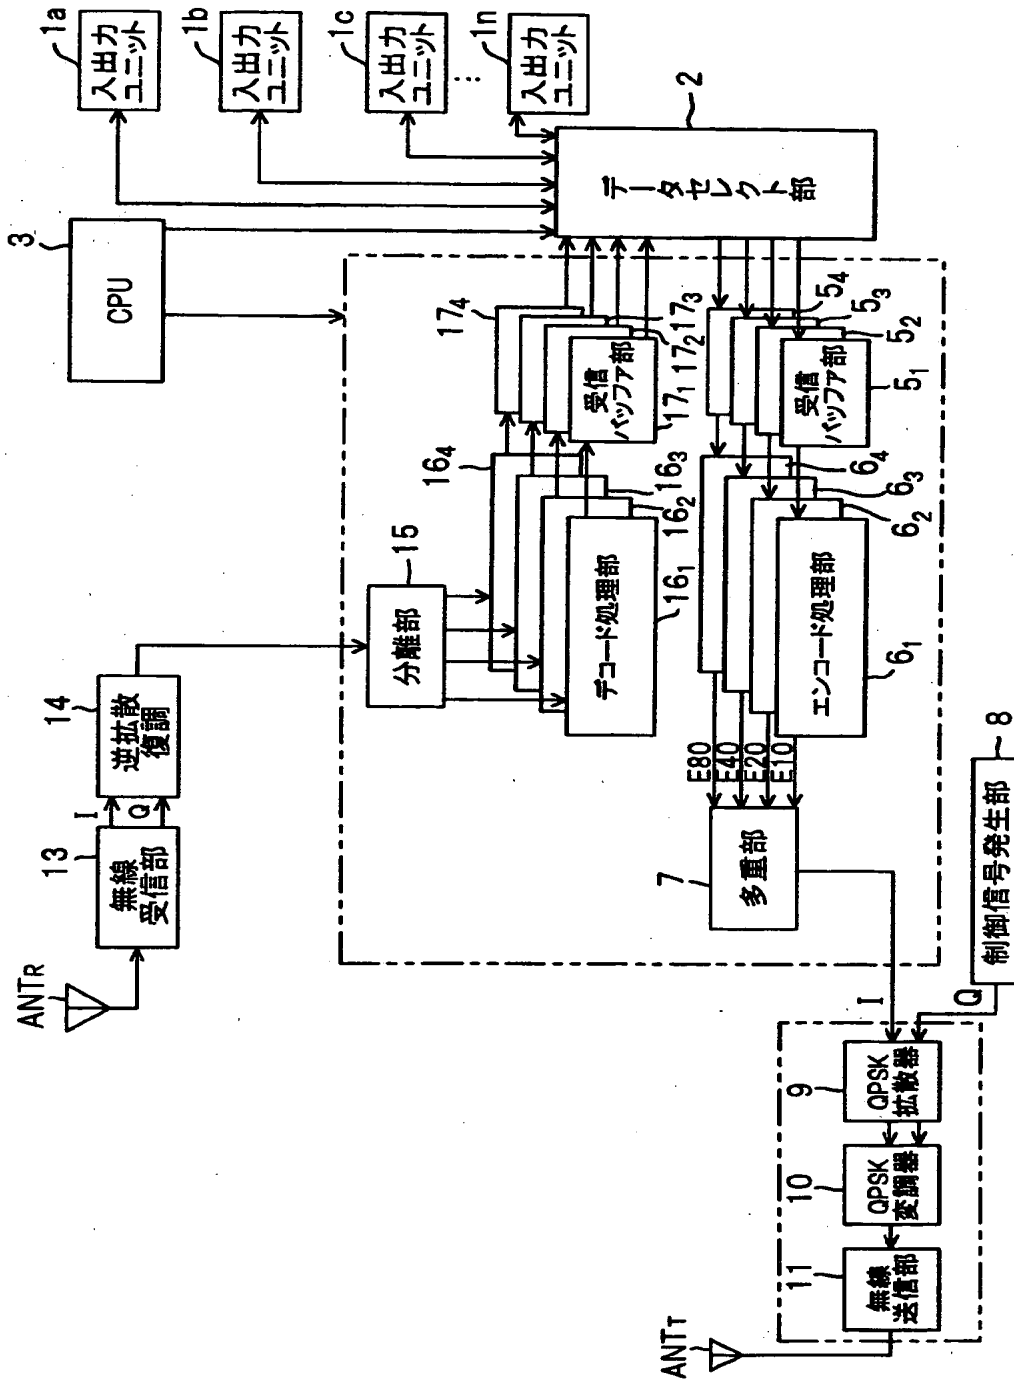 ANTR
13
無線
受信部
I
Q
14
逆拡散
復調
3
CPU
1a
入出力
ユニット
1b
入出力
ユニット
1c
入出力
ユニット
…
1n
入出力
ユニット
2
データセレクト部
15
分離部
164
163
162
161
デコード処理部
174
173
172
171
受信
バッファ部
54
53
52
51
受信
バッファ部
64
63
62
61
エンコード処理部
E80
E40
E20
E10
7
多重部
8
制御信号発生部
I
Q
9
QPSK
拡散器
10
QPSK
変調器
11
無線
送信部
ANTT